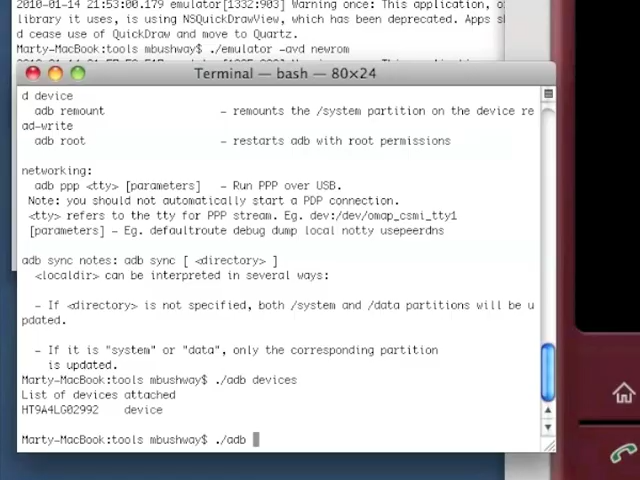 2010-01-14 21:53:00.179 emulator[1332:903] Warning once: This application, o
library it uses, is using NSQuickDrawView, which has been deprecated. Apps s
d cease use of QuickDraw and move to Quartz.
Marty-MacBook:tools mbushway$ ./emulator -avd newrom
Terminal — bash — 80×24
d device
adb remount - remounts the /system partition on the device re
ad-write
adb root - restarts adb with root permissions
networking:
adb ppp <tty> [parameters] - Run PPP over USB.
Note: you should not automatically start a PDP connection.
<tty> refers to the tty for PPP stream. Eg. dev:/dev/omap_csmi_tty1
[parameters] - Eg. defaultroute debug dump local notty usepeerdns
adb sync notes: adb sync [ <directory> ]
<localdir> can be interpreted in several ways:
- If <directory> is not specified, both /system and /data partitions will be u
pdated.
- If it is "system" or "data", only the corresponding partition
is updated.
Marty-MacBook:tools mbushway$ ./adb devices
List of devices attached
HT9A4LG02992 device
Marty-MacBook:tools mbushway$ ./adb